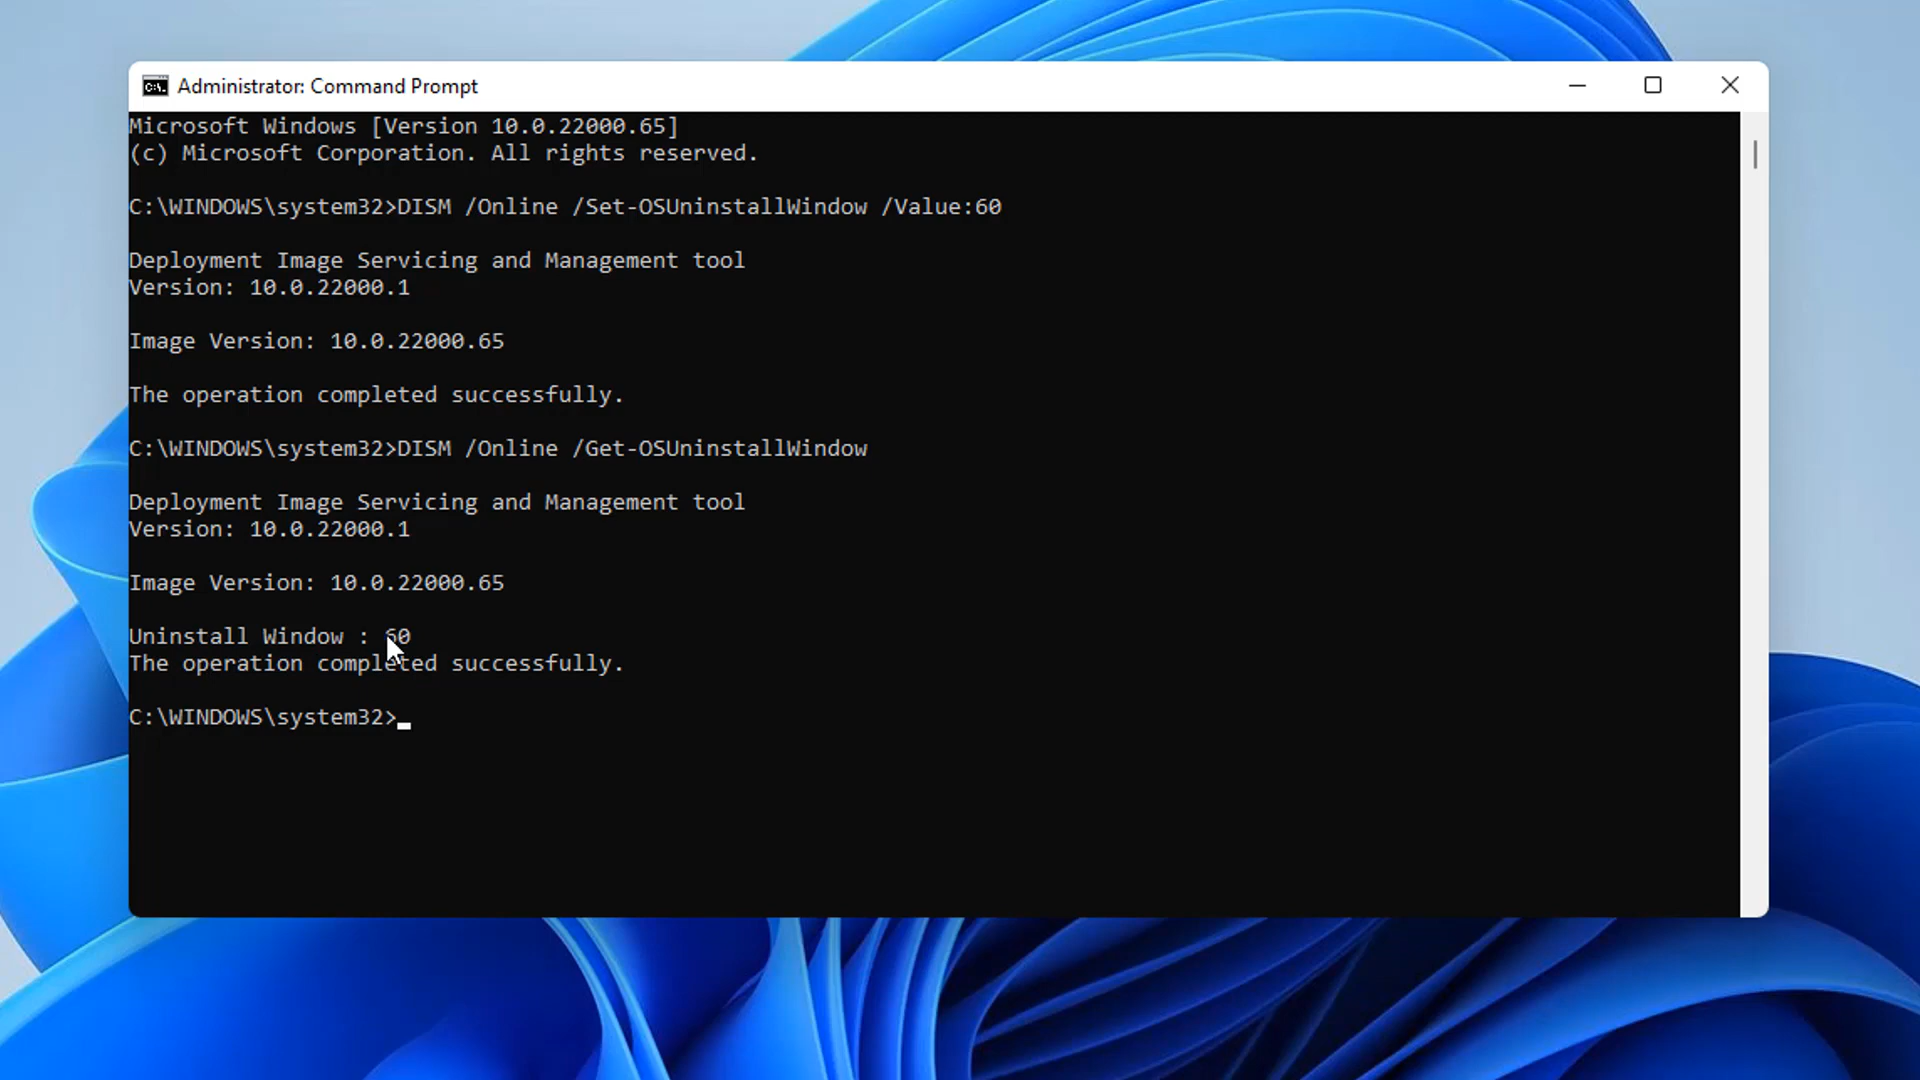 Administrator: Command Prompt
Microsoft Windows [Version 10.0.22000.65]
(c) Microsoft Corporation. All rights reserved.
C:\WINDOWS\system32>DISM /Online /Set-OSUninstallWindow /Value:60
Deployment Image Servicing and Management tool
Version: 10.0.22000.1
Image Version: 10.0.22000.65
The operation completed successfully.
C:\WINDOWS\system32>DISM /Online /Get-OSUninstallWindow
Deployment Image Servicing and Management tool
Version: 10.0.22000.1
Image Version: 10.0.22000.65
Uninstall Window : 60
The operation completed successfully.
C:\WINDOWS\system32>